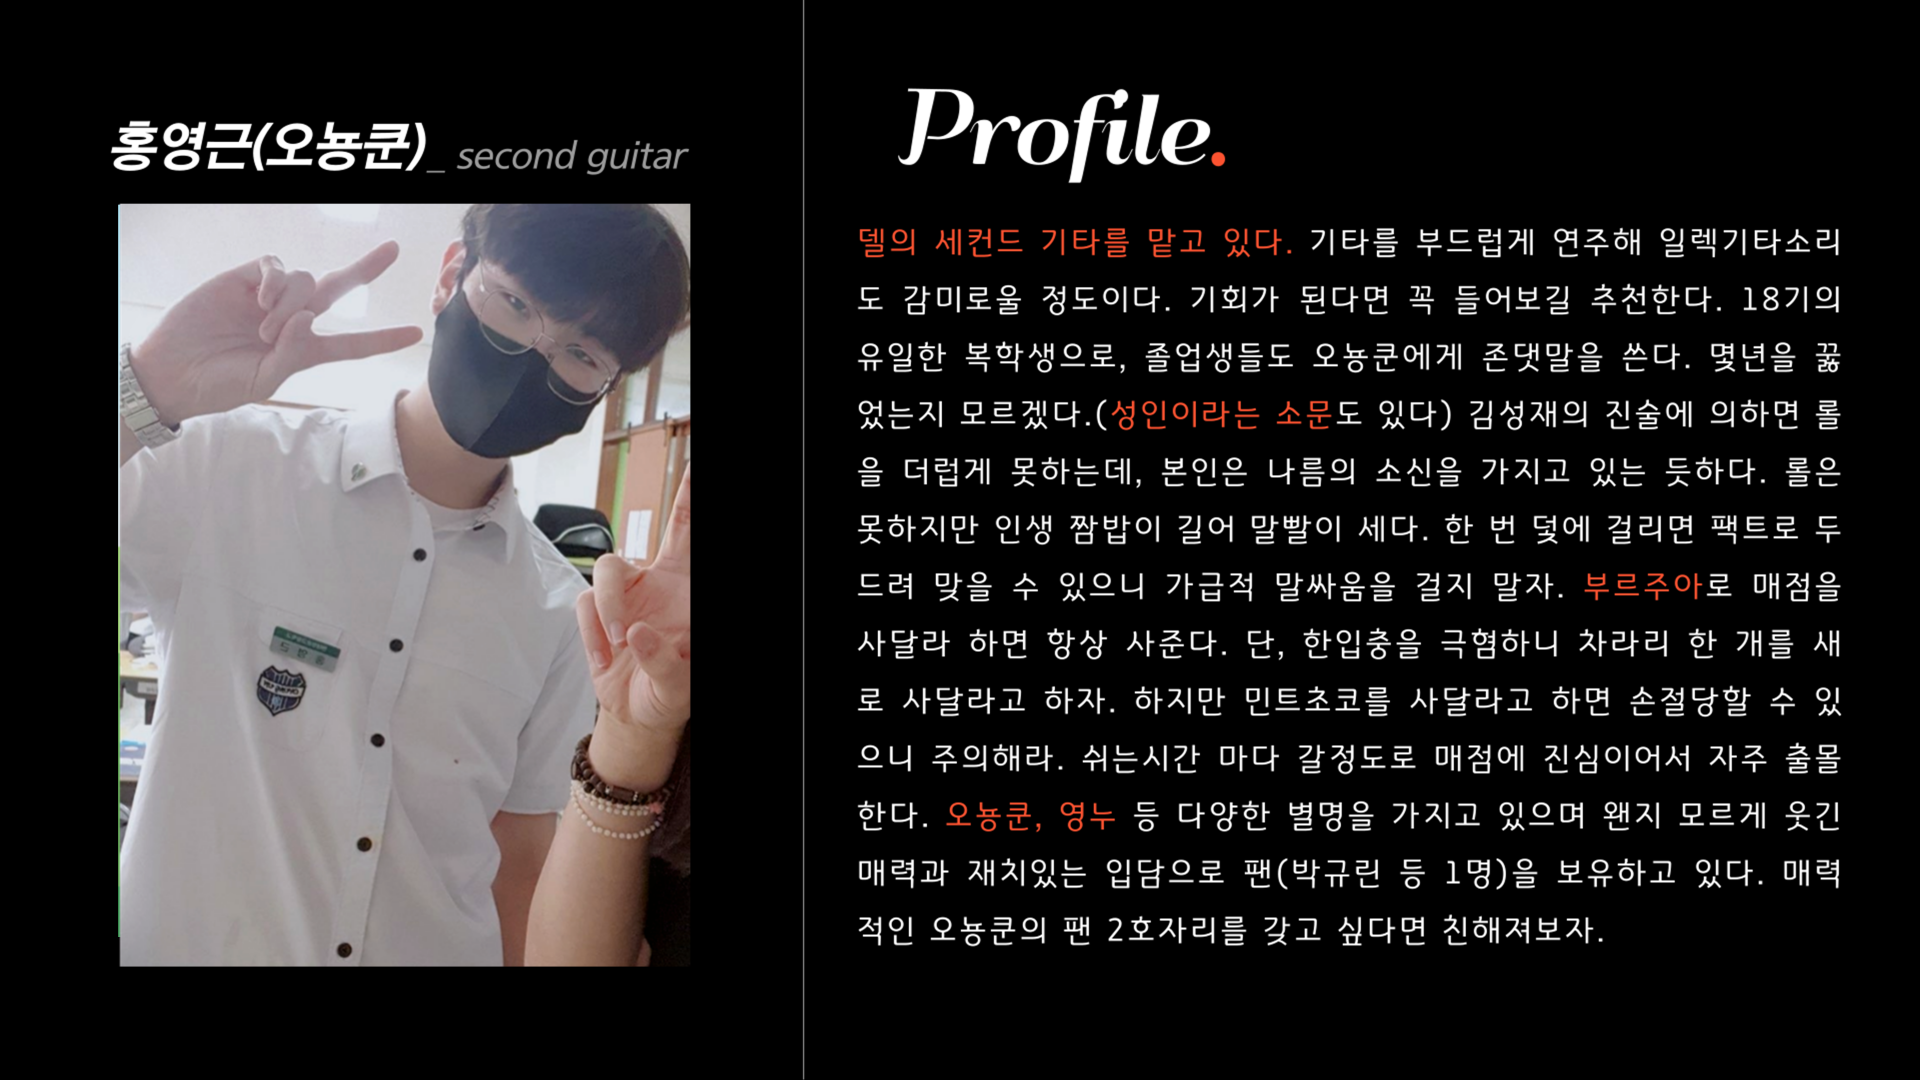 홍영근(오뇽쿤)_ second guitar
Profile.
델의 세컨드 기타를 맡고 있다. 기타를 부드럽게 연주해 일렉기타소리
도 감미로울 정도이다. 기회가 된다면 꼭 들어보길 추천한다. 18기의
유일한 복학생으로, 졸업생들도 오뇽쿤에게 존댓말을 쓴다. 몇년을 꿇
었는지 모르겠다.(성인이라는 소문도 있다) 김성재의 진술에 의하면 롤
을 더럽게 못하는데, 본인은 나름의 소신을 가지고 있는 듯하다. 롤은
못하지만 인생 짬밥이 길어 말빨이 세다. 한 번 덫에 걸리면 팩트로 두
드려 맞을 수 있으니 가급적 말싸움을 걸지 말자. 부르주아로 매점을
사달라 하면 항상 사준다. 단, 한입충을 극혐하니 차라리 한 개를 새
로 사달라고 하자. 하지만 민트초코를 사달라고 하면 손절당할 수 있
으니 주의해라. 쉬는시간 마다 갈정도로 매점에 진심이어서 자주 출몰
한다. 오뇽쿤, 영누 등 다양한 별명을 가지고 있으며 왠지 모르게 웃긴
매력과 재치있는 입담으로 팬(박규린 등 1명)을 보유하고 있다. 매력
적인 오뇽쿤의 팬 2호자리를 갖고 싶다면 친해져보자.